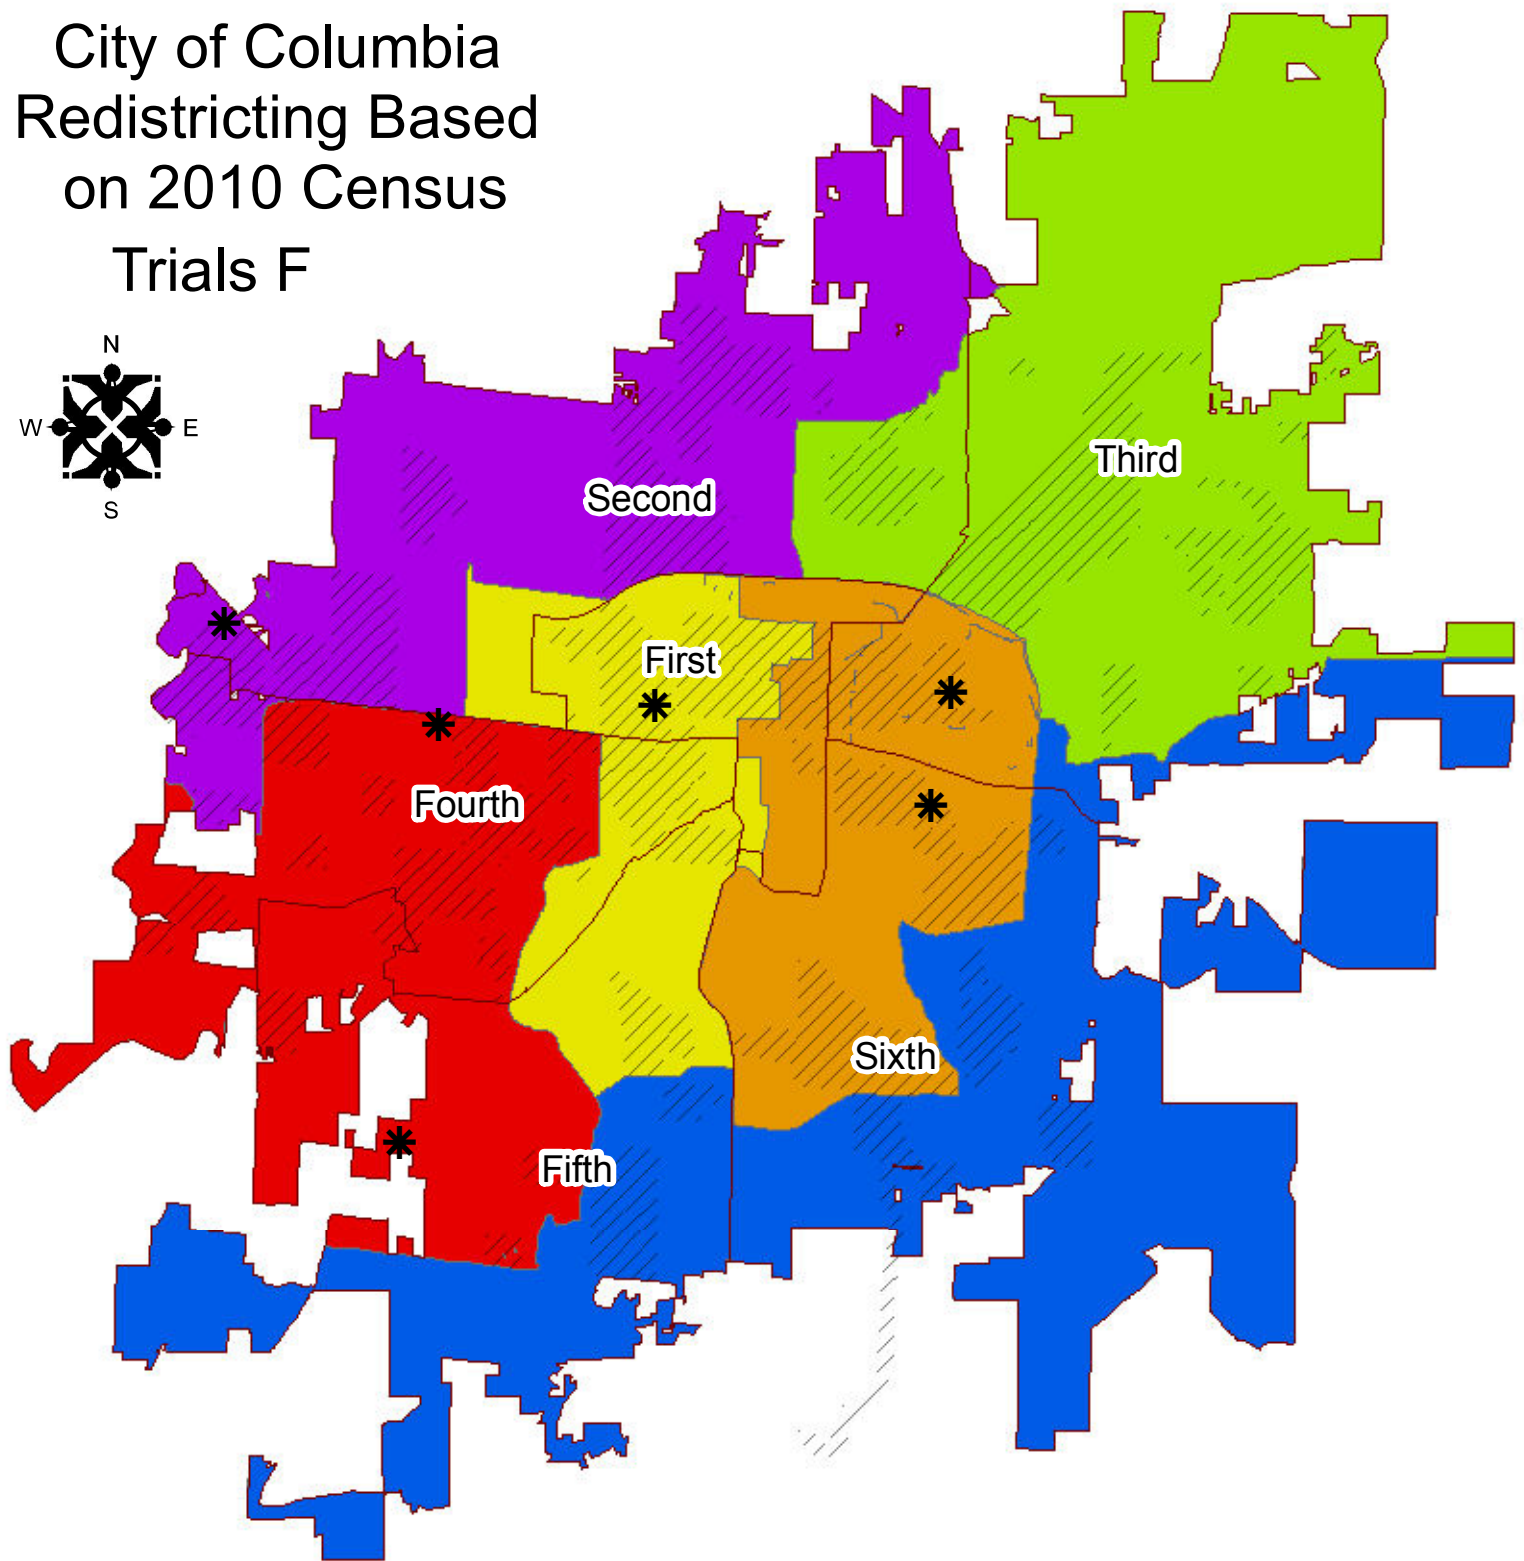 City of Columbia
Redistricting Based
on 2010 Census
Trials F
N
W E
S
Third
Second
First
Fourth
Sixth
Fifth